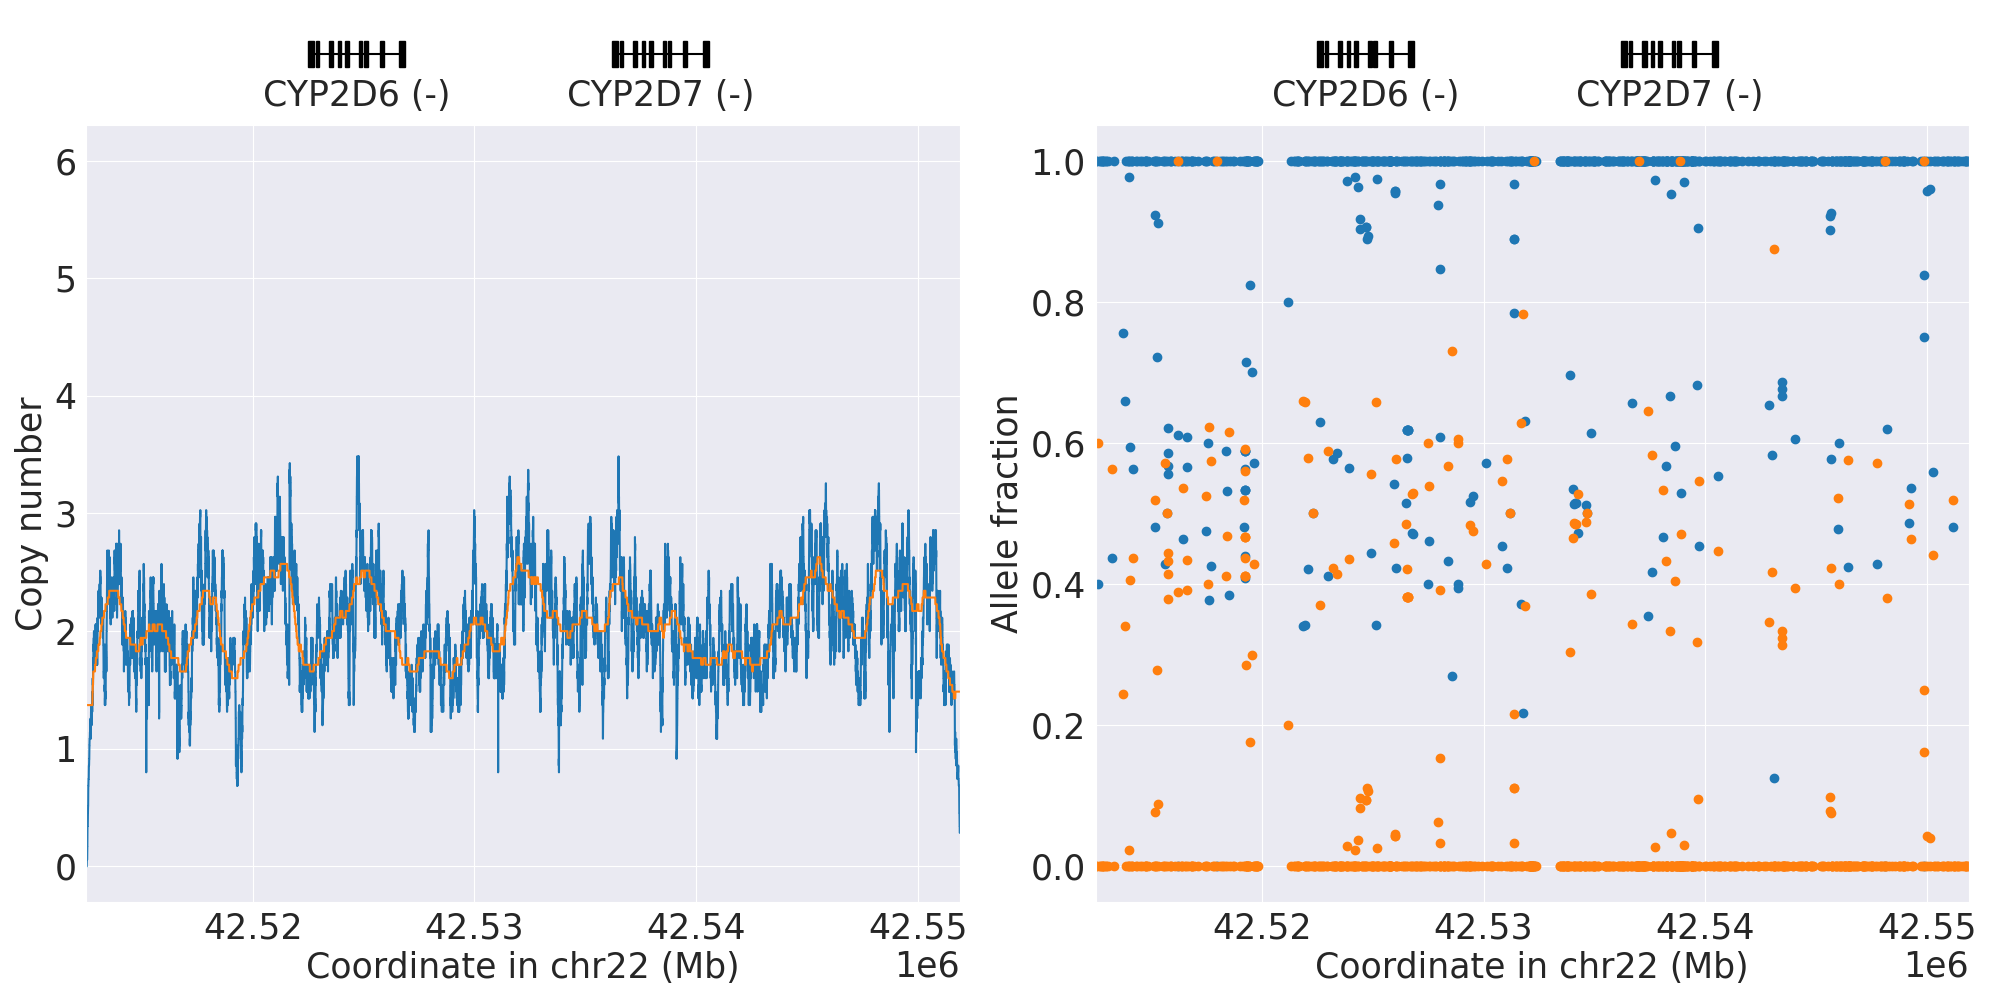 CYP2D6 (-) CYP2D7 (-)
6
5
4
3
2
1
0
Copy number
42.52 42.53 42.54 42.55
Coordinate in chr22 (Mb)
1e6
CYP2D6 (-) CYP2D7 (-)
1.0
0.8
0.6
0.4
0.2
0.0
Allele fraction
42.52 42.53 42.54 42.55
Coordinate in chr22 (Mb)
1e6